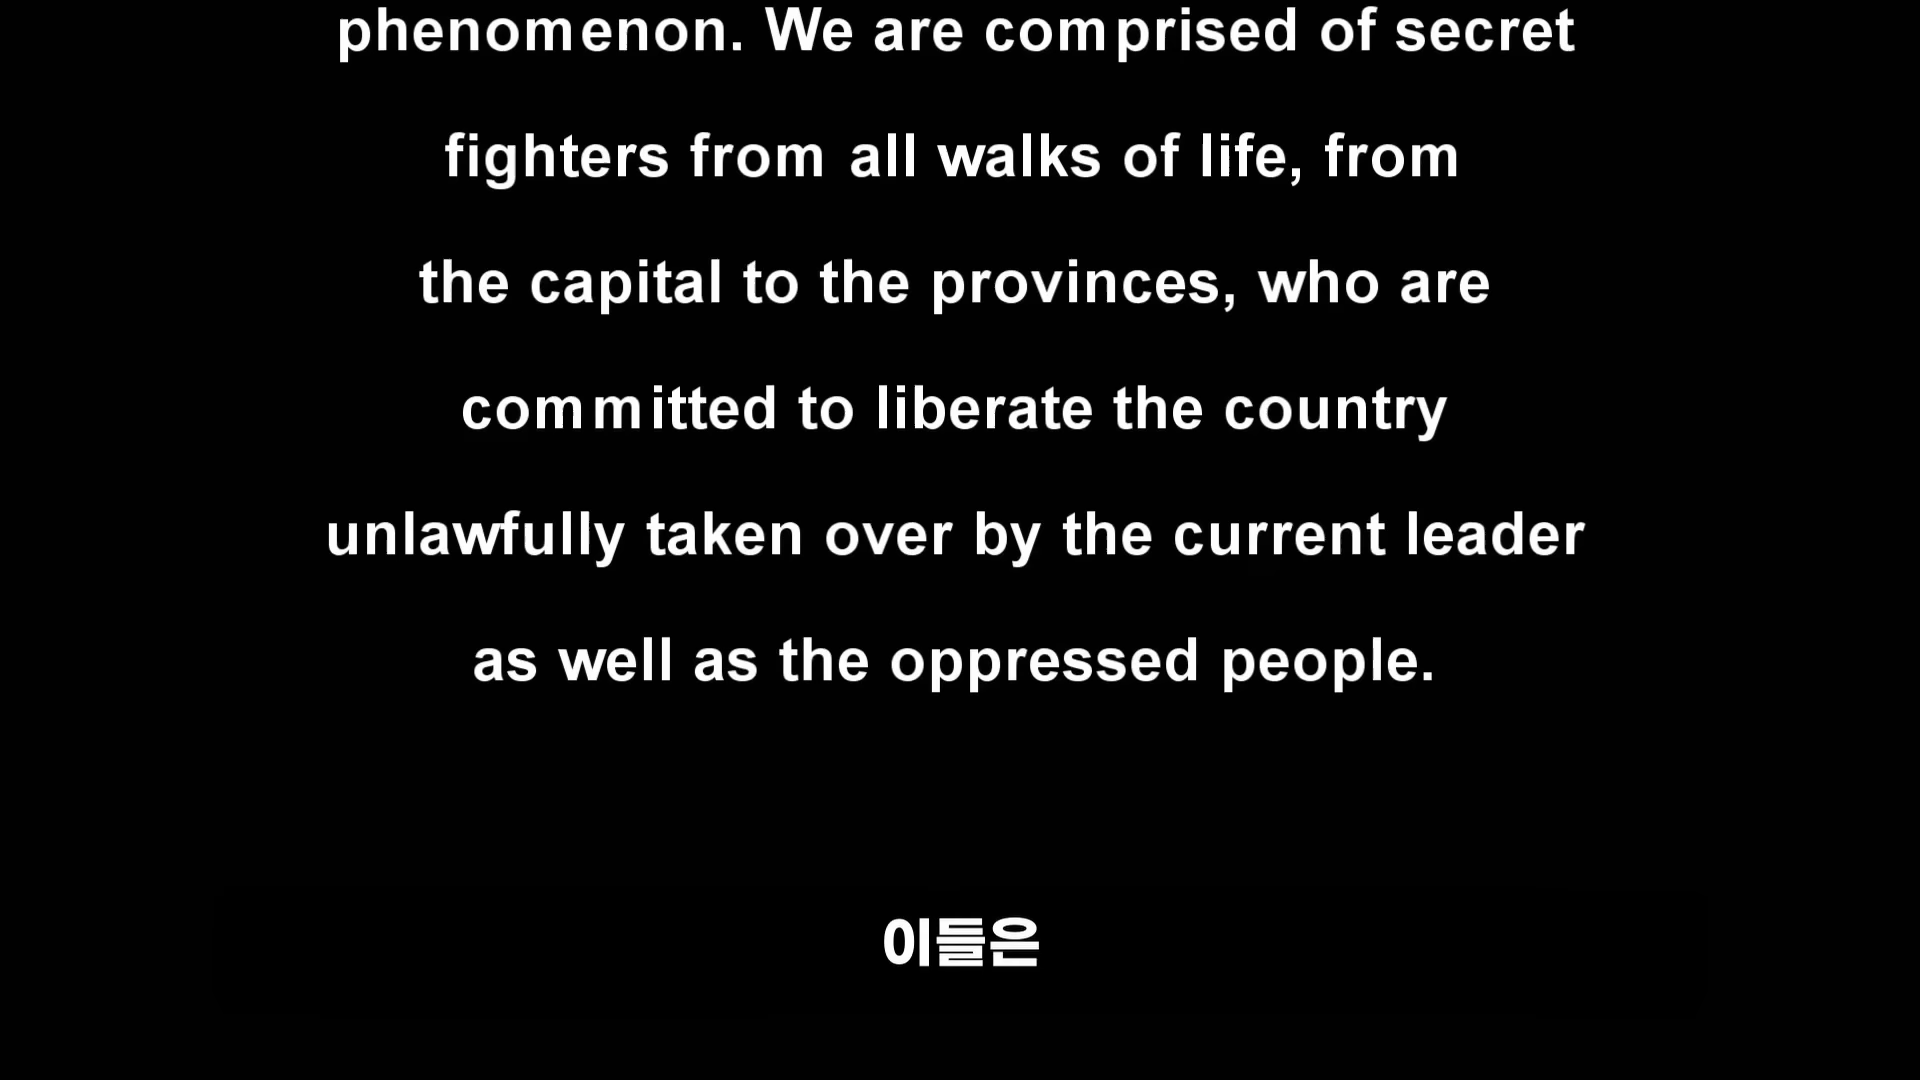 phenomenon. We are comprised of secret
fighters from all walks of life, from
the capital to the provinces, who are
committed to liberate the country
unlawfully taken over by the current leader
as well as the oppressed people.
이들은